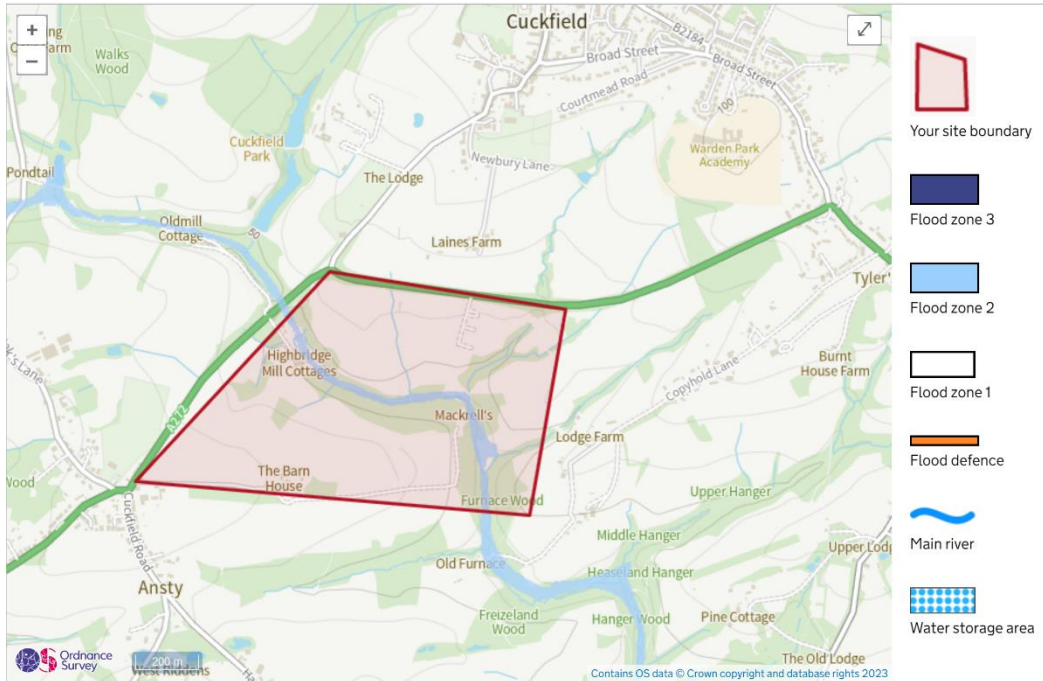 +
−
Cuckfield
B2184
Broad Street
Broad Street
Walks
Wood
Courtmead Road
100
Cuckfield
Park
Warden Park
Academy
Newbury Lane
Pondtail
The Lodge
Oldmill
Cottage
50
Laines Farm
Tyler'
Highbridge
Mill Cottages
Burnt
House Farm
Copyhold Lane
A272
Mackrell's
Lodge Farm
The Barn
House
Furnace Wood
Upper Hanger
Cuckfield Road
Middle Hanger
Old Furnace
Heaseland Hanger
Ansty
Freizeland
Wood
Hanger Wood
Pine Cottage
The Old Lodge
West Riddens
Ordnance
Survey
200 m
Contains OS data © Crown copyright and database rights 2023
Your site boundary
Flood zone 3
Flood zone 2
Flood zone 1
Flood defence
Main river
Water storage area